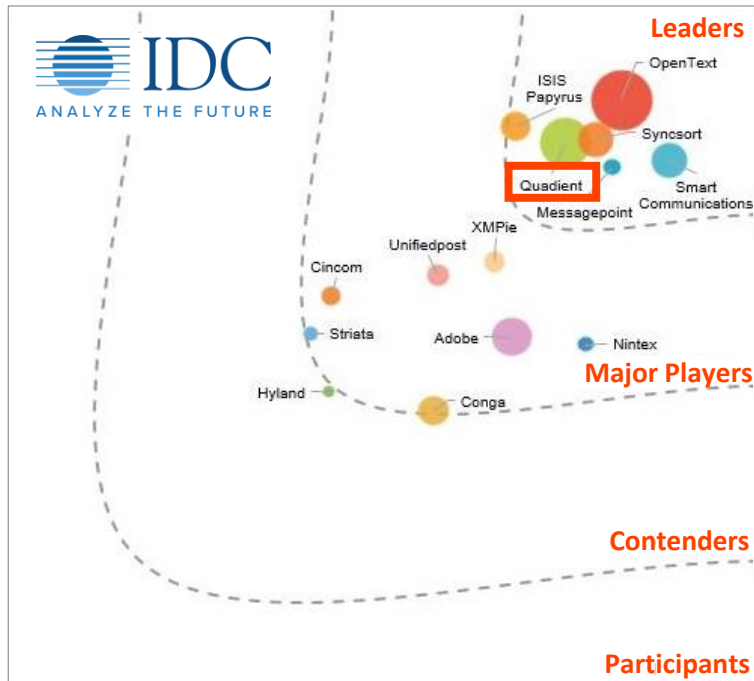 IDC
ANALYZE THE FUTURE
Leaders
OpenText
ISIS
Papyrus
Syncsort
Quadient
Smart
Communications
Messagepoint
XMPie
Unifiedpost
Cincom
Striata
Adobe
Nintex
Major Players
Hyland
Conga
Contenders
Participants